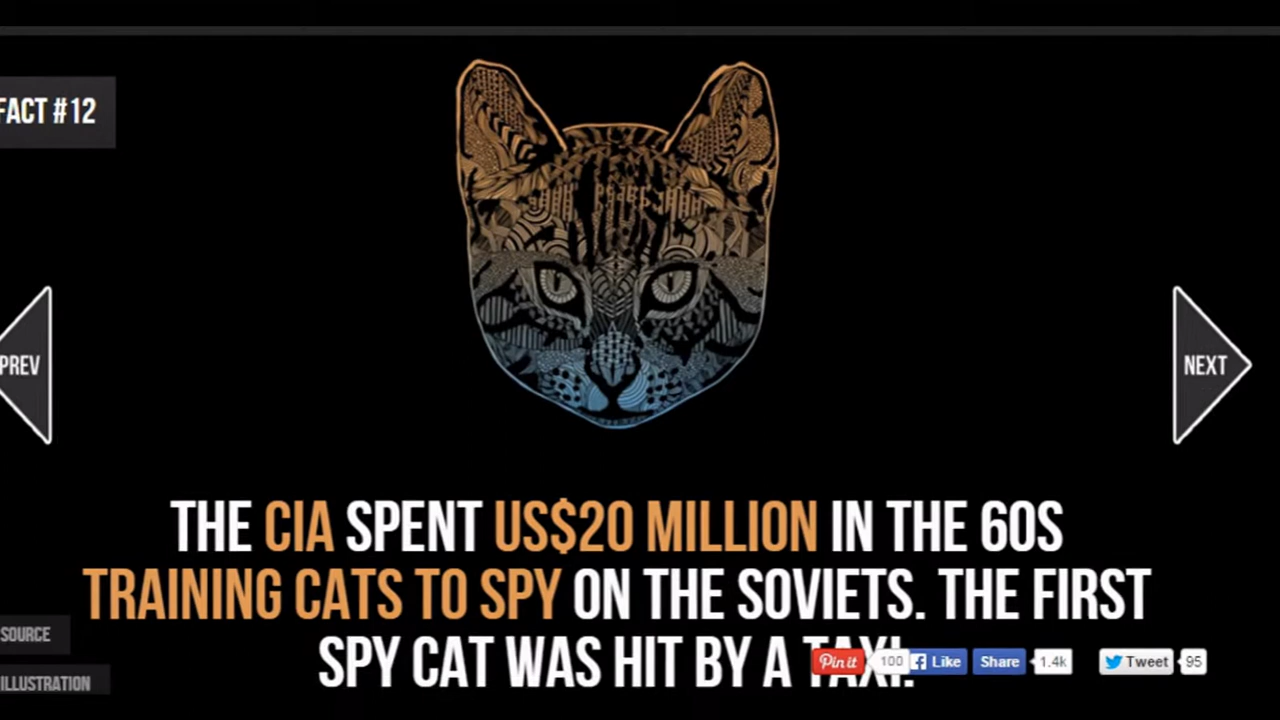 FACT #12
PREV
NEXT
THE CIA SPENT US$20 MILLION IN THE 60S
TRAINING CATS TO SPY ON THE SOVIETS. THE FIRST
SPY CAT WAS HIT BY A TAXI.
SOURCE
Pin it 100 Like Share 1.4k Tweet 95
ILLUSTRATION